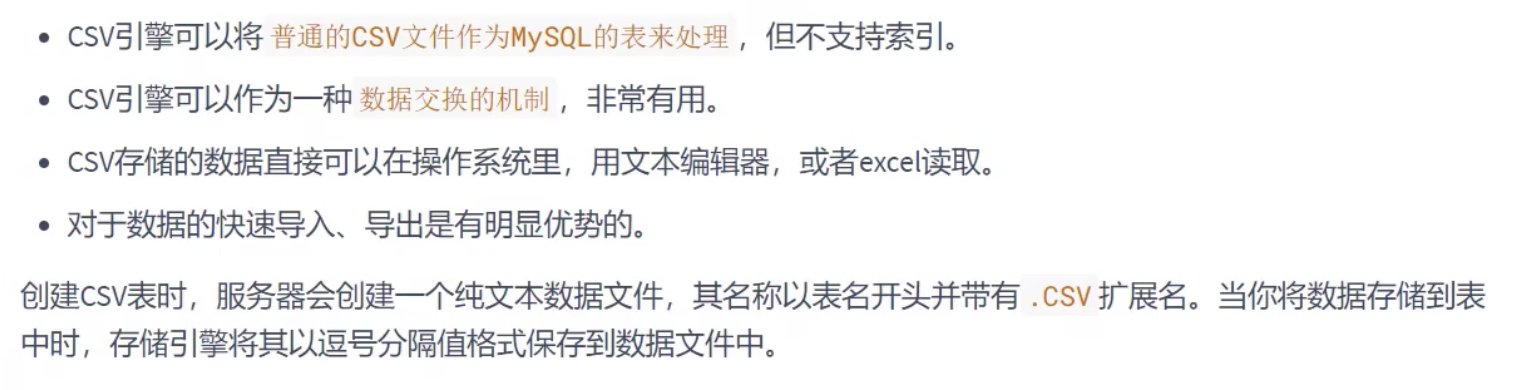 CSV引擎可以将 普通的CSV文件作为MySQL的表来处理 ，但不支持索引。
CSV引擎可以作为一种 数据交换的机制 ，非常有用。
CSV存储的数据直接可以在操作系统里，用文本编辑器，或者excel读取。
对于数据的快速导入、导出是有明显优势的。
创建CSV表时，服务器会创建一个纯文本数据文件，其名称以表名开头并带有 .CSV 扩展名。当你将数据存储到表
中时，存储引擎将其以逗号分隔值格式保存到数据文件中。